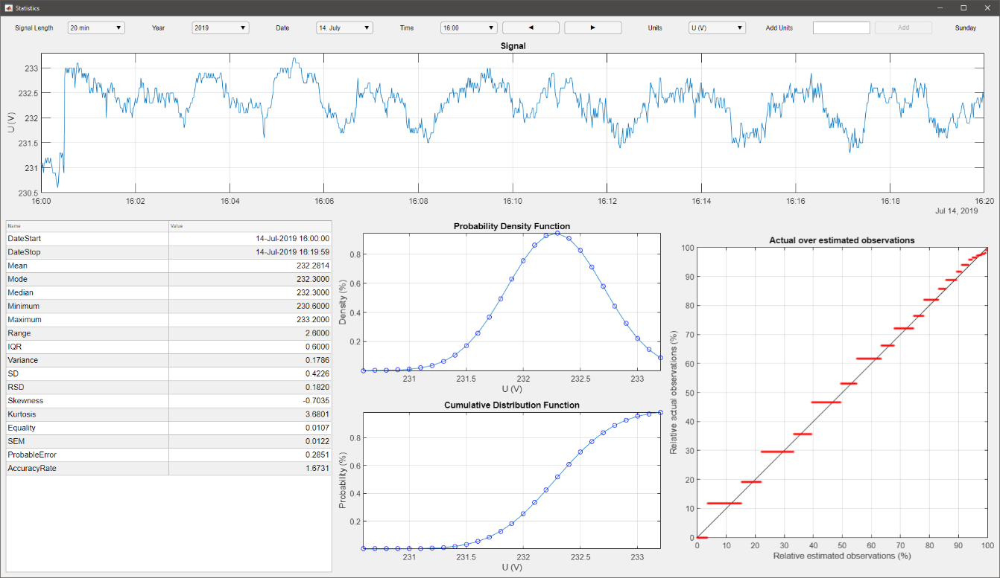 Statistics
Signal Length 20 min Year 2019 Date 14. July Time 16:00 Units U (V) Add Units Add Sunday
Signal
U (V)
233
232.5
232
231.5
231
230.5
16:00 16:02 16:04 16:06 16:08 16:10 16:12 16:14 16:16 16:18 16:20
Jul 14, 2019
Name Value
DateStart 14-Jul-2019 16:00:00
DateStop 14-Jul-2019 16:19:59
Mean 232.2814
Mode 232.3000
Median 232.3000
Minimum 230.6000
Maximum 233.2000
Range 2.6000
IQR 0.6000
Variance 0.1786
SD 0.4226
RSD 0.1820
Skewness -0.7035
Kurtosis 3.6801
Equality 0.0107
SEM 0.0122
ProbableError 0.2851
AccuracyRate 1.6731
Probability Density Function
Density (%)
0.8
0.6
0.4
0.2
231 231.5 232 232.5 233
U (V)
Cumulative Distribution Function
Probability (%)
0.8
0.6
0.4
0.2
231 231.5 232 232.5 233
U (V)
Actual over estimated observations
Relative actual observations (%)
100
90
80
70
60
50
40
30
20
10
0
0 10 20 30 40 50 60 70 80 90 100
Relative estimated observations (%)